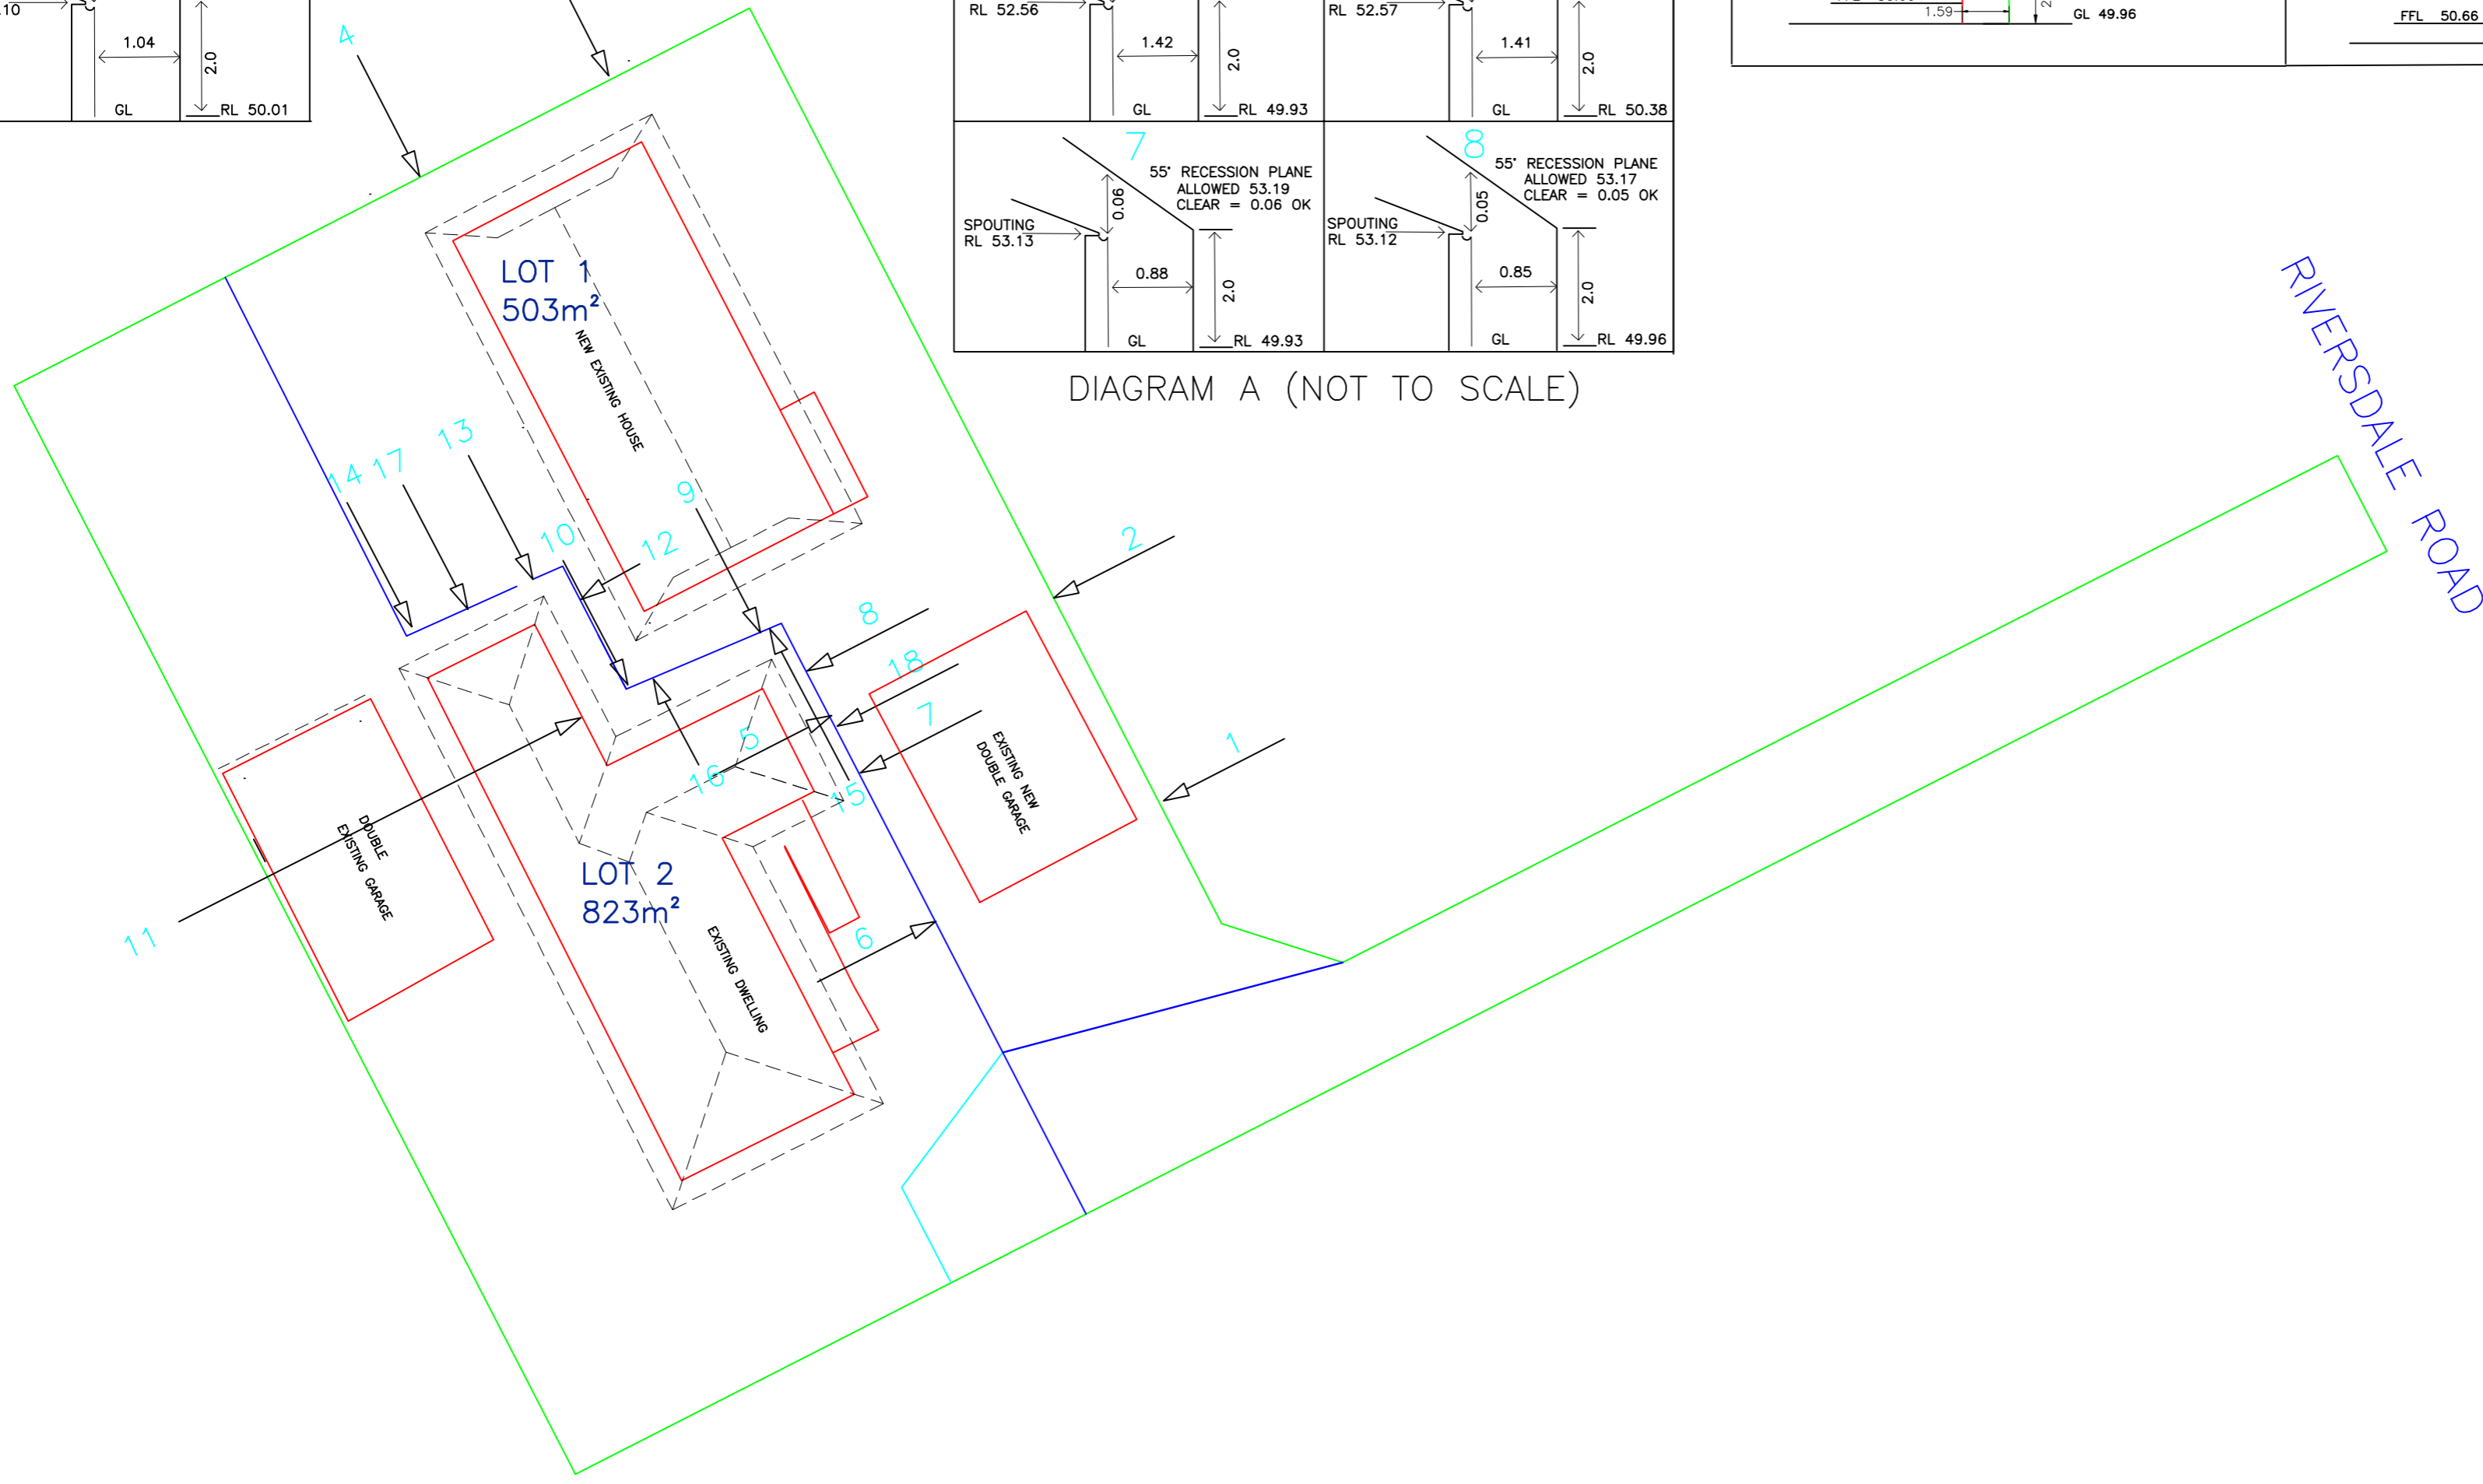 .10
1.04
2.0
GL
RL 50.01
RL 52.56
1.42
2.0
GL
RL 49.93
RL 52.57
1.41
2.0
GL
RL 50.38
1.59
GL 49.96
FFL 50.66
7
55° RECESSION PLANE
ALLOWED 53.19
CLEAR = 0.06 OK
0.06
SPOUTING
RL 53.13
0.88
2.0
GL
RL 49.93
8
55° RECESSION PLANE
ALLOWED 53.17
CLEAR = 0.05 OK
0.05
SPOUTING
RL 53.12
0.85
2.0
GL
RL 49.96
DIAGRAM A (NOT TO SCALE)
RIVERSDALE ROAD
4
LOT 1
503m²
NEW EXISTING HOUSE
14
17
13
10
12
9
2
8
18
7
5
16
15
1
EXISTING NEW
DOUBLE GARAGE
DOUBLE
EXISTING GARAGE
LOT 2
823m²
11
6
EXISTING DWELLING